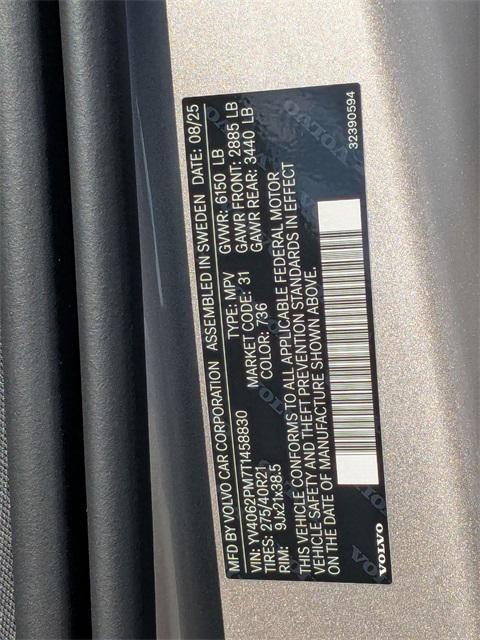 MFD BY VOLVO CAR CORPORATION ASSEMBLED IN SWEDEN DATE: 08/25
VIN: YV4062PM7T1458830 TYPE: MPV GVWR: 6150 LB
TIRES: 275/40R21 MARKET CODE: 31 GAWR FRONT: 2885 LB
RIM: 9Jx21x38.5 COLOR: 736 GAWR REAR: 3440 LB
THIS VEHICLE CONFORMS TO ALL APPLICABLE FEDERAL MOTOR
VEHICLE SAFETY AND THEFT PREVENTION STANDARDS IN EFFECT
ON THE DATE OF MANUFACTURE SHOWN ABOVE.
VOLVO 32390594